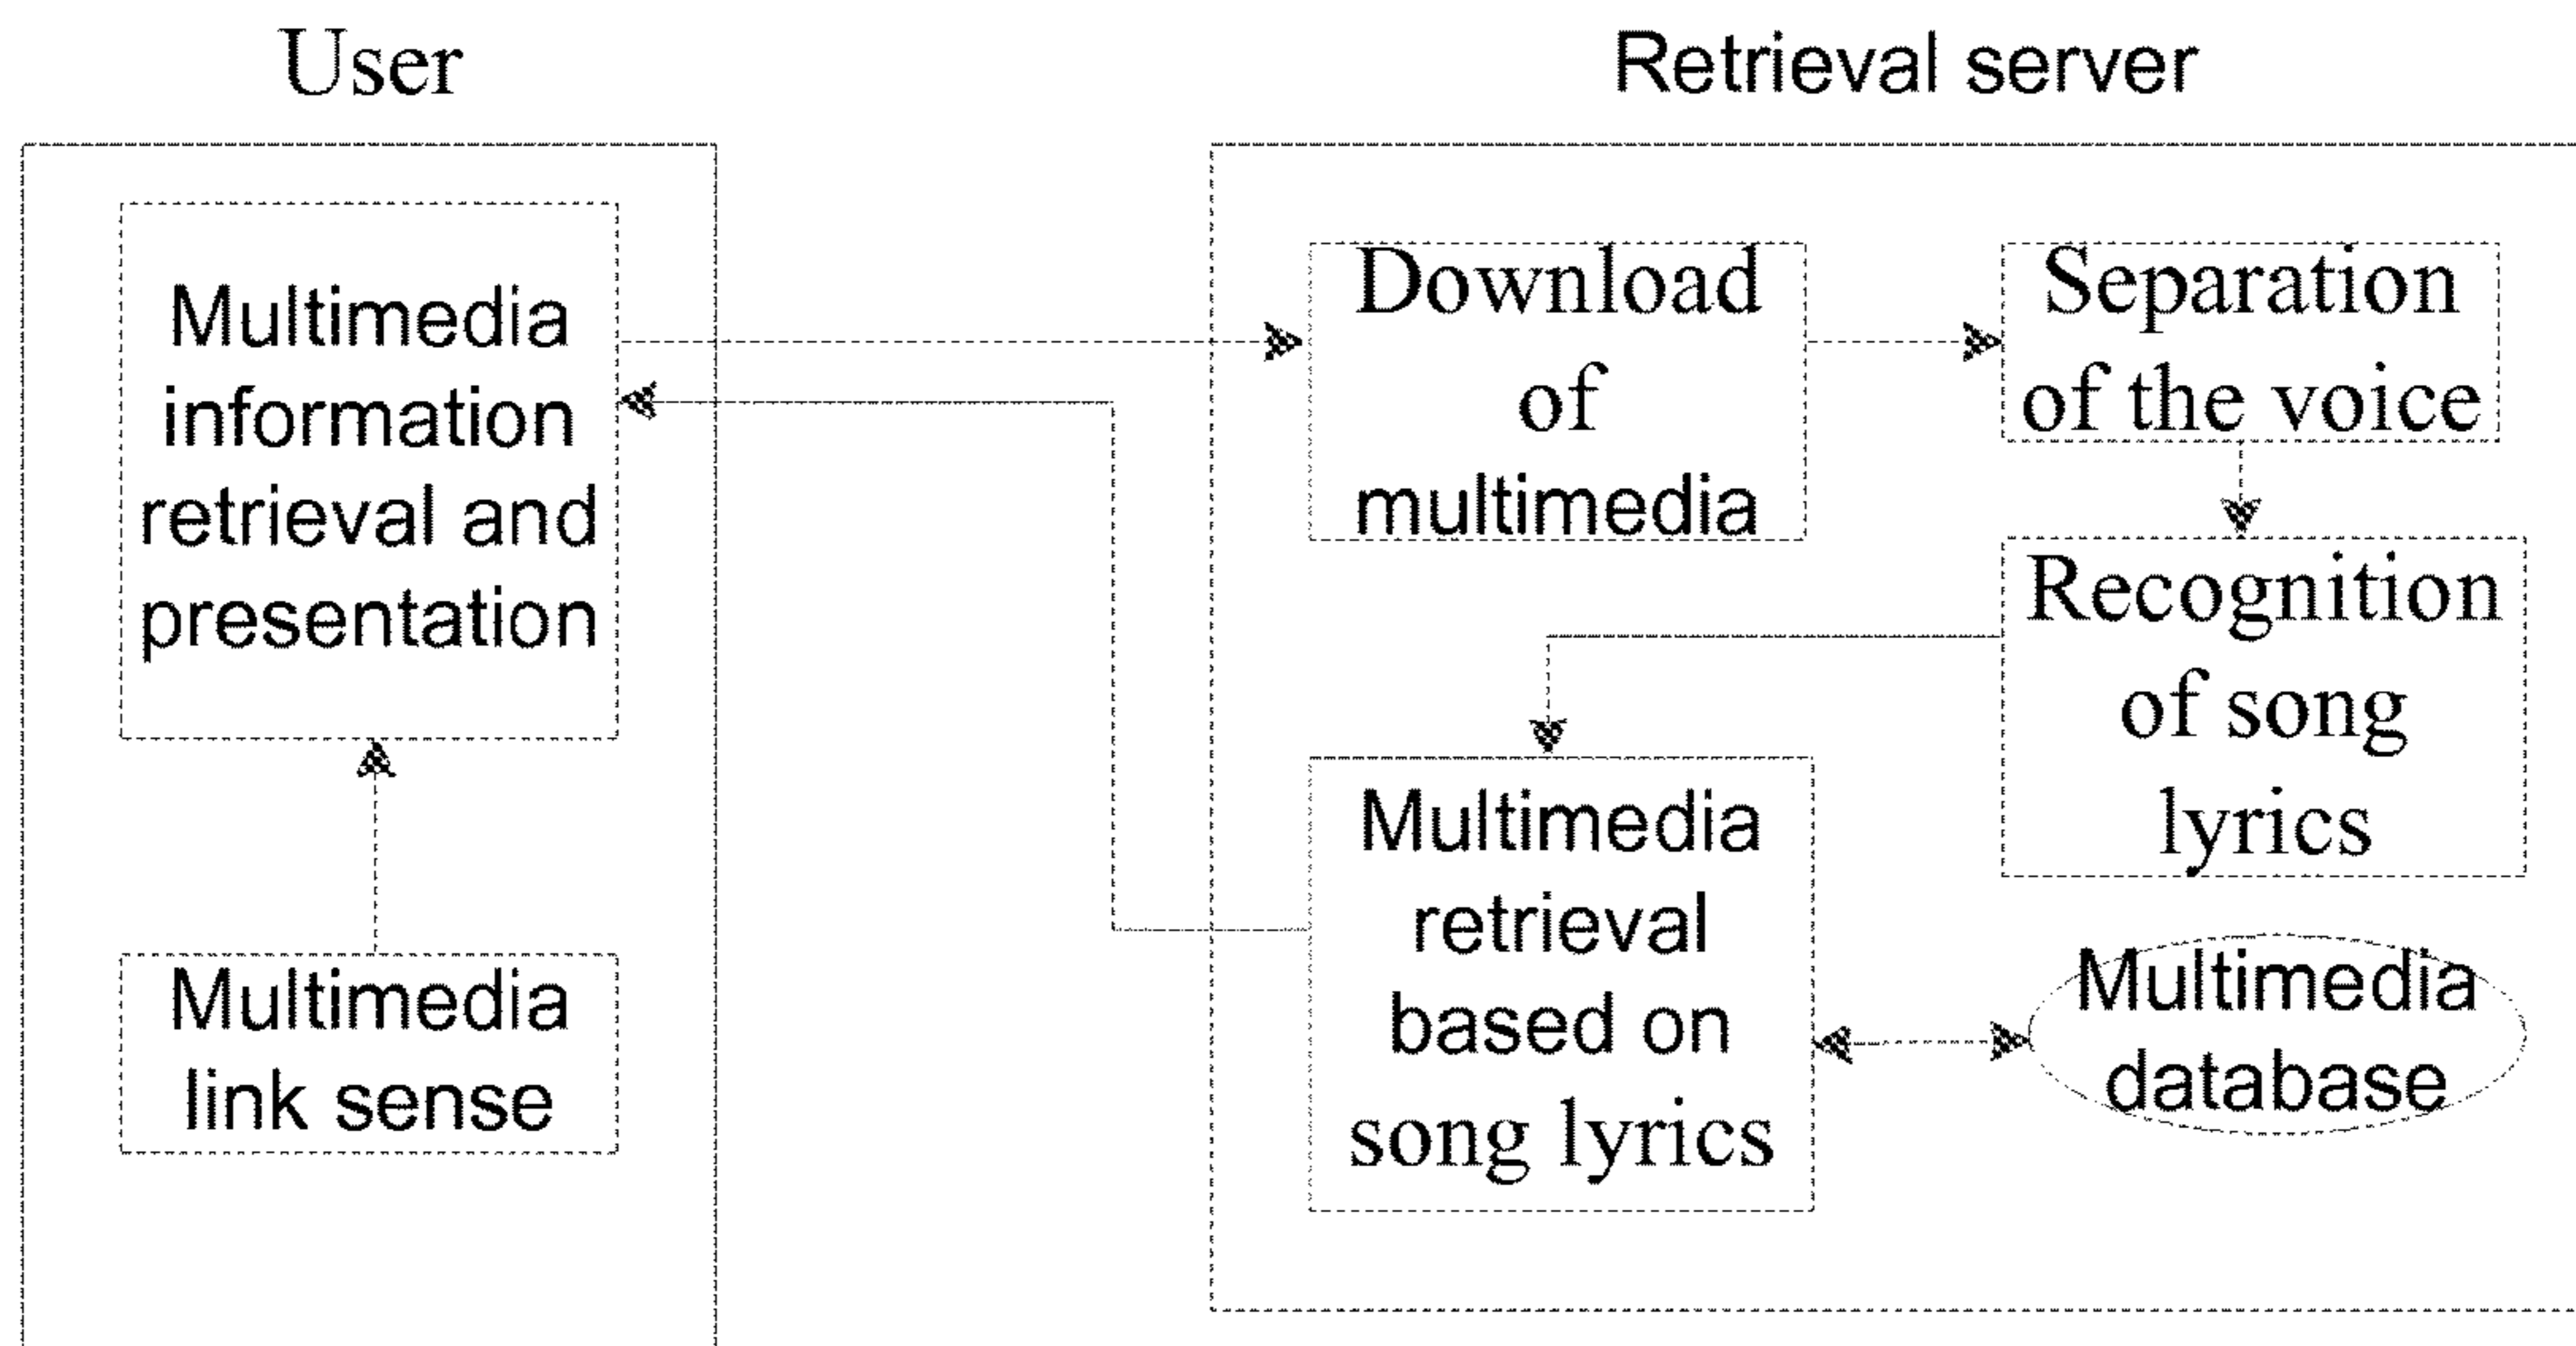 User
Retrieval server
Multimedia
information
retrieval and
presentation
Multimedia
link sense
Download
of
multimedia
Separation
of the voice
Recognition
of song
lyrics
Multimedia
retrieval
based on
song lyrics
Multimedia
database